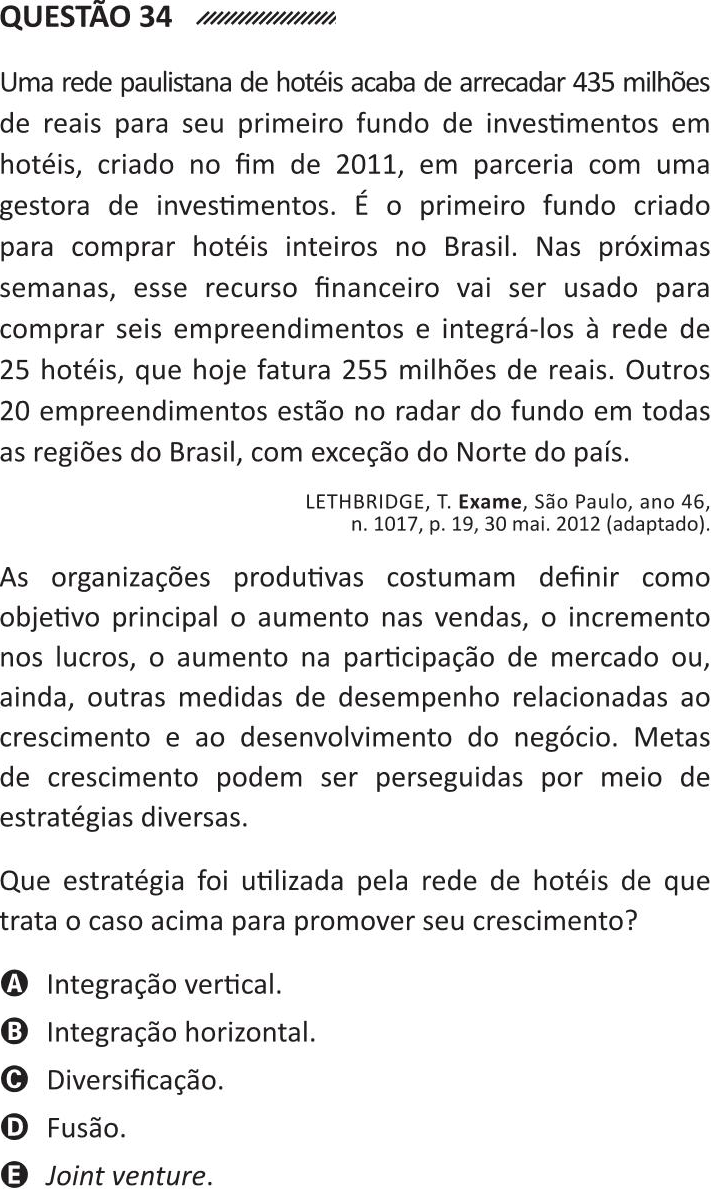 QUESTÃO 34
Uma rede paulistana de hotéis acaba de arrecadar 435 milhões
de reais para seu primeiro fundo de investimentos em
hotéis, criado no fim de 2011, em parceria com uma
gestora de investimentos. É o primeiro fundo criado
para comprar hotéis inteiros no Brasil. Nas próximas
semanas, esse recurso financeiro vai ser usado para
comprar seis empreendimentos e integrá-los à rede de
25 hotéis, que hoje fatura 255 milhões de reais. Outros
20 empreendimentos estão no radar do fundo em todas
as regiões do Brasil, com exceção do Norte do país.
LETHBRIDGE, T. Exame, São Paulo, ano 46,
n. 1017, p. 19, 30 mai. 2012 (adaptado).
As organizações produtivas costumam definir como
objetivo principal o aumento nas vendas, o incremento
nos lucros, o aumento na participação de mercado ou,
ainda, outras medidas de desempenho relacionadas ao
crescimento e ao desenvolvimento do negócio. Metas
de crescimento podem ser perseguidas por meio de
estratégias diversas.
Que estratégia foi utilizada pela rede de hotéis de que
trata o caso acima para promover seu crescimento?
A Integração vertical.
B Integração horizontal.
C Diversificação.
D Fusão.
E Joint venture.